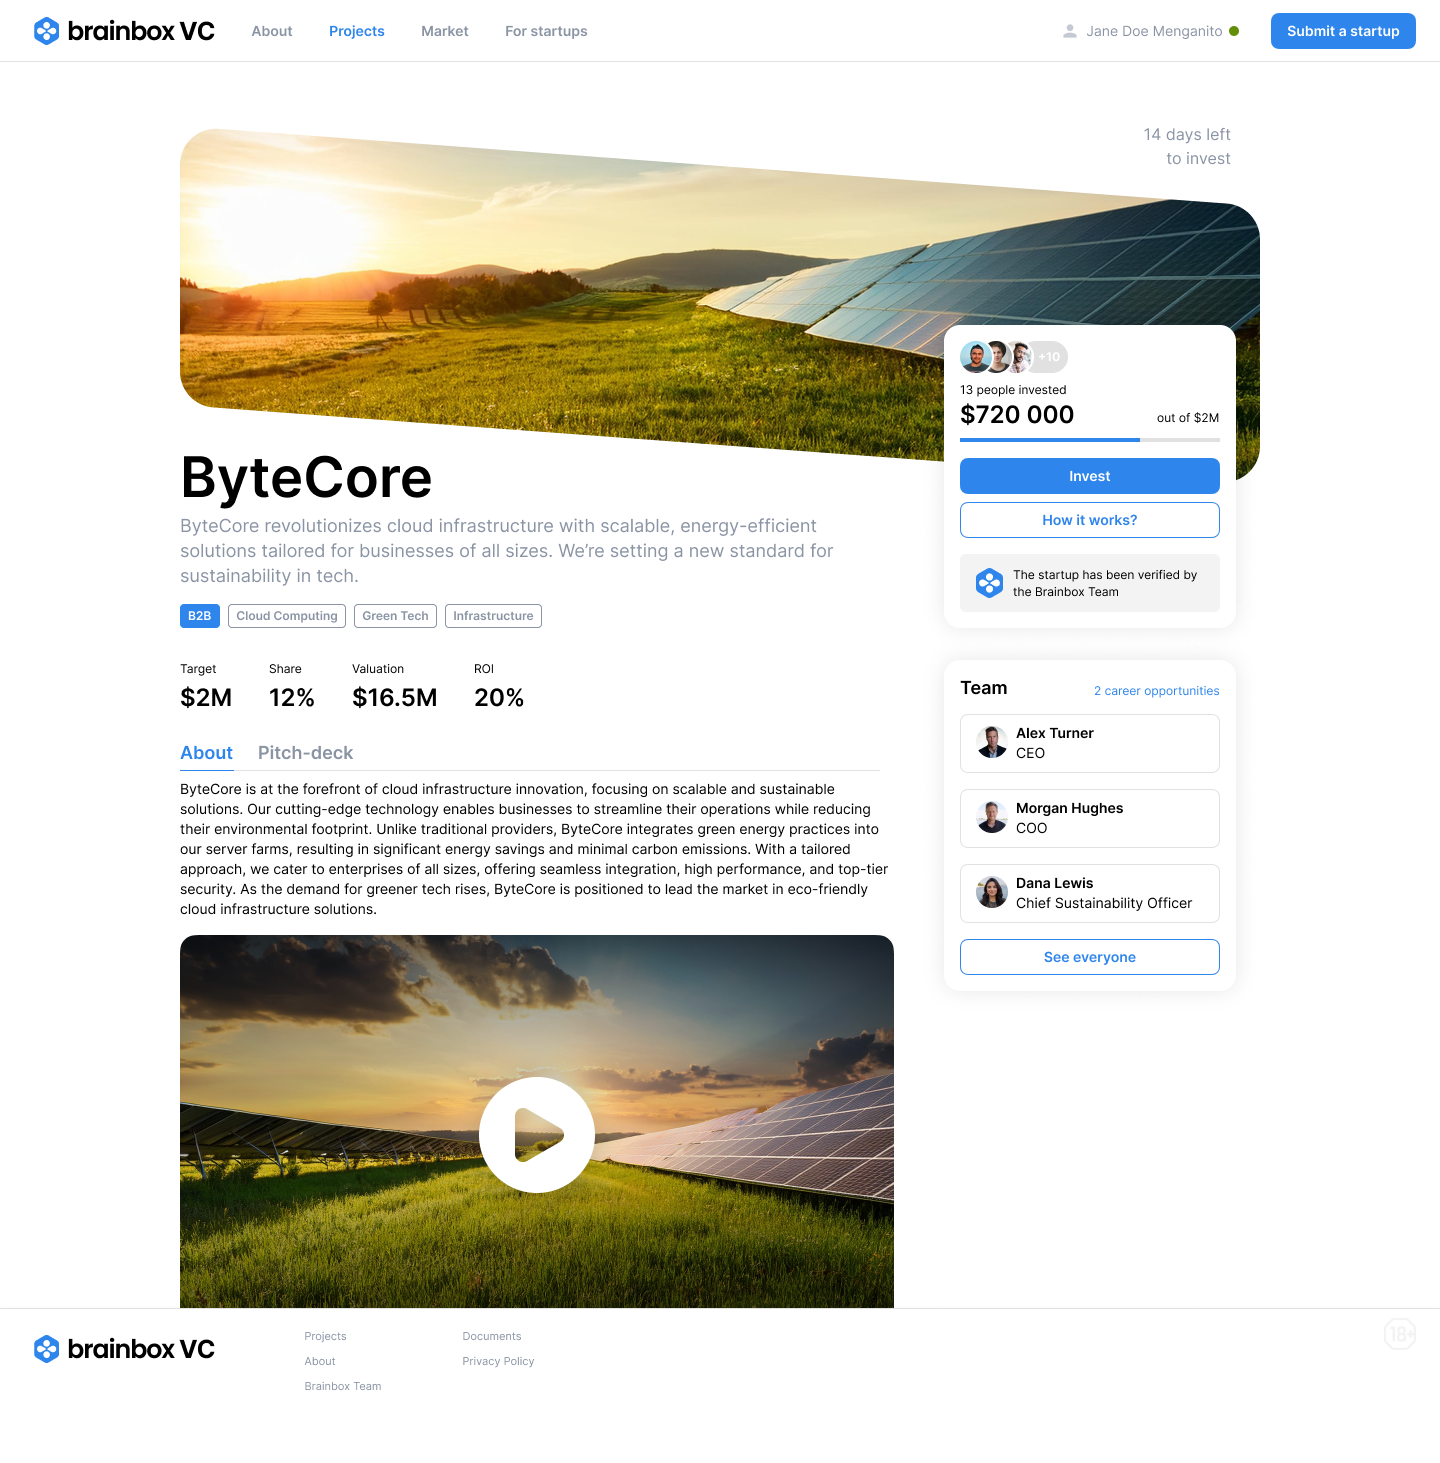 brainbox VC
About
Projects
Market
For startups
Jane Doe Menganito
Submit a startup
14 days left
to invest
+10
13 people invested
$720 000
out of $2M
Invest
How it works?
The startup has been verified by
the Brainbox Team
ByteCore
ByteCore revolutionizes cloud infrastructure with scalable, energy-efficient
solutions tailored for businesses of all sizes. We’re setting a new standard for
sustainability in tech.
B2B
Cloud Computing
Green Tech
Infrastructure
Target
Share
Valuation
ROI
$2M
12%
$16.5M
20%
About
Pitch-deck
ByteCore is at the forefront of cloud infrastructure innovation, focusing on scalable and sustainable
solutions. Our cutting-edge technology enables businesses to streamline their operations while reducing
their environmental footprint. Unlike traditional providers, ByteCore integrates green energy practices into
our server farms, resulting in significant energy savings and minimal carbon emissions. With a tailored
approach, we cater to enterprises of all sizes, offering seamless integration, high performance, and top-tier
security. As the demand for greener tech rises, ByteCore is positioned to lead the market in eco-friendly
cloud infrastructure solutions.
Team
2 career opportunities
Alex Turner
CEO
Morgan Hughes
COO
Dana Lewis
Chief Sustainability Officer
See everyone
brainbox VC
Projects
About
Brainbox Team
Documents
Privacy Policy
18+